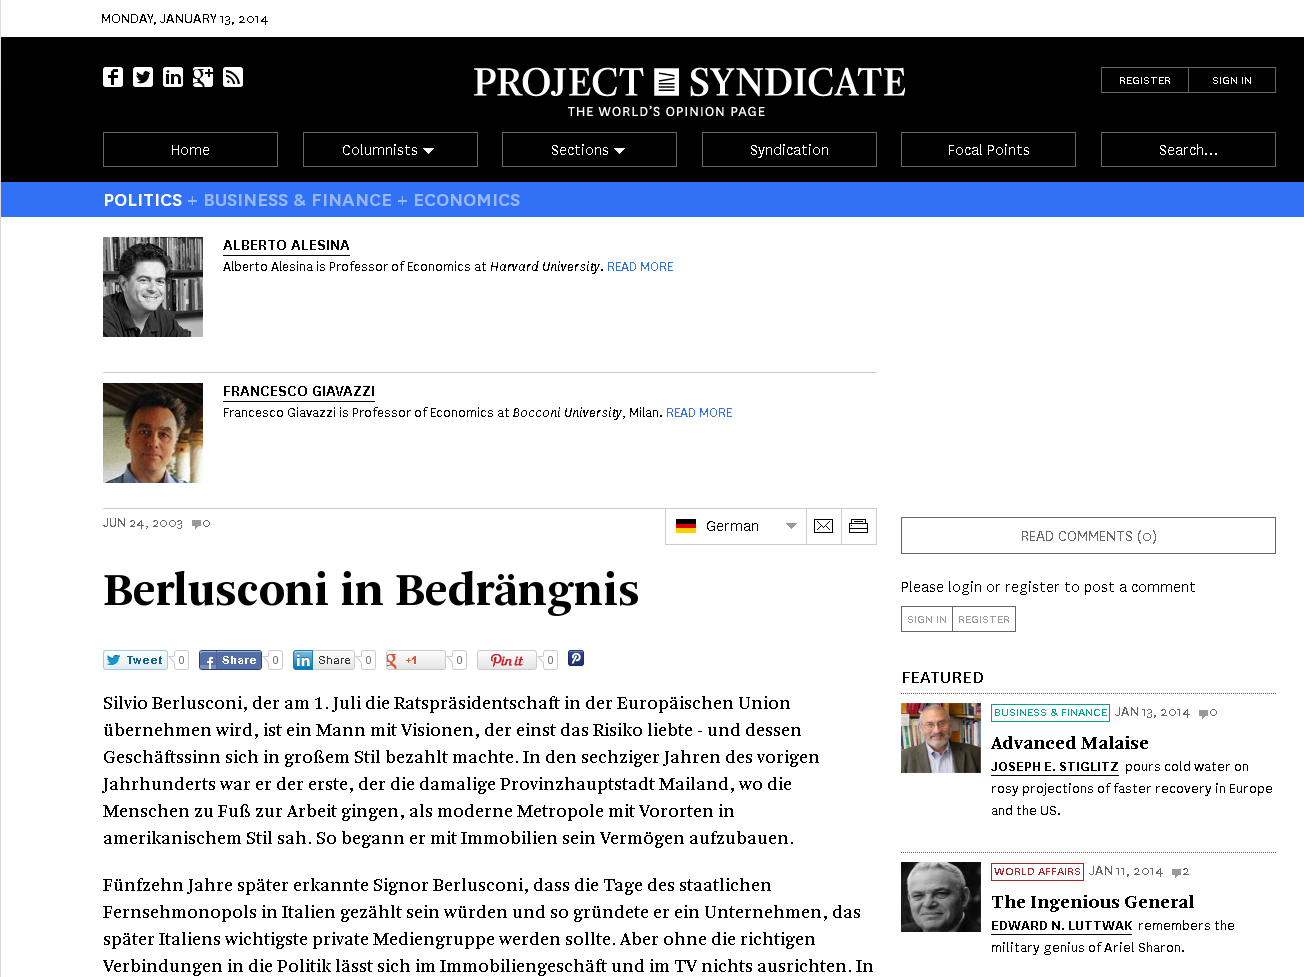 MONDAY, JANUARY 13, 2014
PROJECT SYNDICATE
THE WORLD'S OPINION PAGE
REGISTER
SIGN IN
Home
Columnists
Sections
Syndication
Focal Points
Search...
POLITICS + BUSINESS & FINANCE + ECONOMICS
ALBERTO ALESINA
Alberto Alesina is Professor of Economics at Harvard University. READ MORE
FRANCESCO GIAVAZZI
Francesco Giavazzi is Professor of Economics at Bocconi University, Milan. READ MORE
JUN 24, 2003 0
German
Berlusconi in Bedrängnis
Tweet 0 Share 0 Share 0 +1 0 Pin it 0
Silvio Berlusconi, der am 1. Juli die Ratspräsidentschaft in der Europäischen Union
übernehmen wird, ist ein Mann mit Visionen, der einst das Risiko liebte - und dessen
Geschäftssinn sich in großem Stil bezahlt machte. In den sechziger Jahren des vorigen
Jahrhunderts war er der erste, der die damalige Provinzhauptstadt Mailand, wo die
Menschen zu Fuß zur Arbeit gingen, als moderne Metropole mit Vororten in
amerikanischem Stil sah. So begann er mit Immobilien sein Vermögen aufzubauen.
Fünfzehn Jahre später erkannte Signor Berlusconi, dass die Tage des staatlichen
Fernsehmonopols in Italien gezählt sein würden und so gründete er ein Unternehmen, das
später Italiens wichtigste private Mediengruppe werden sollte. Aber ohne die richtigen
Verbindungen in die Politik lässt sich im Immobiliengeschäft und im TV nichts ausrichten. In
READ COMMENTS (0)
Please login or register to post a comment
SIGN IN
REGISTER
FEATURED
BUSINESS & FINANCE JAN 13, 2014 0
Advanced Malaise
JOSEPH E. STIGLITZ pours cold water on
rosy projections of faster recovery in Europe
and the US.
WORLD AFFAIRS JAN 11, 2014 2
The Ingenious General
EDWARD N. LUTTWAK remembers the
military genius of Ariel Sharon.